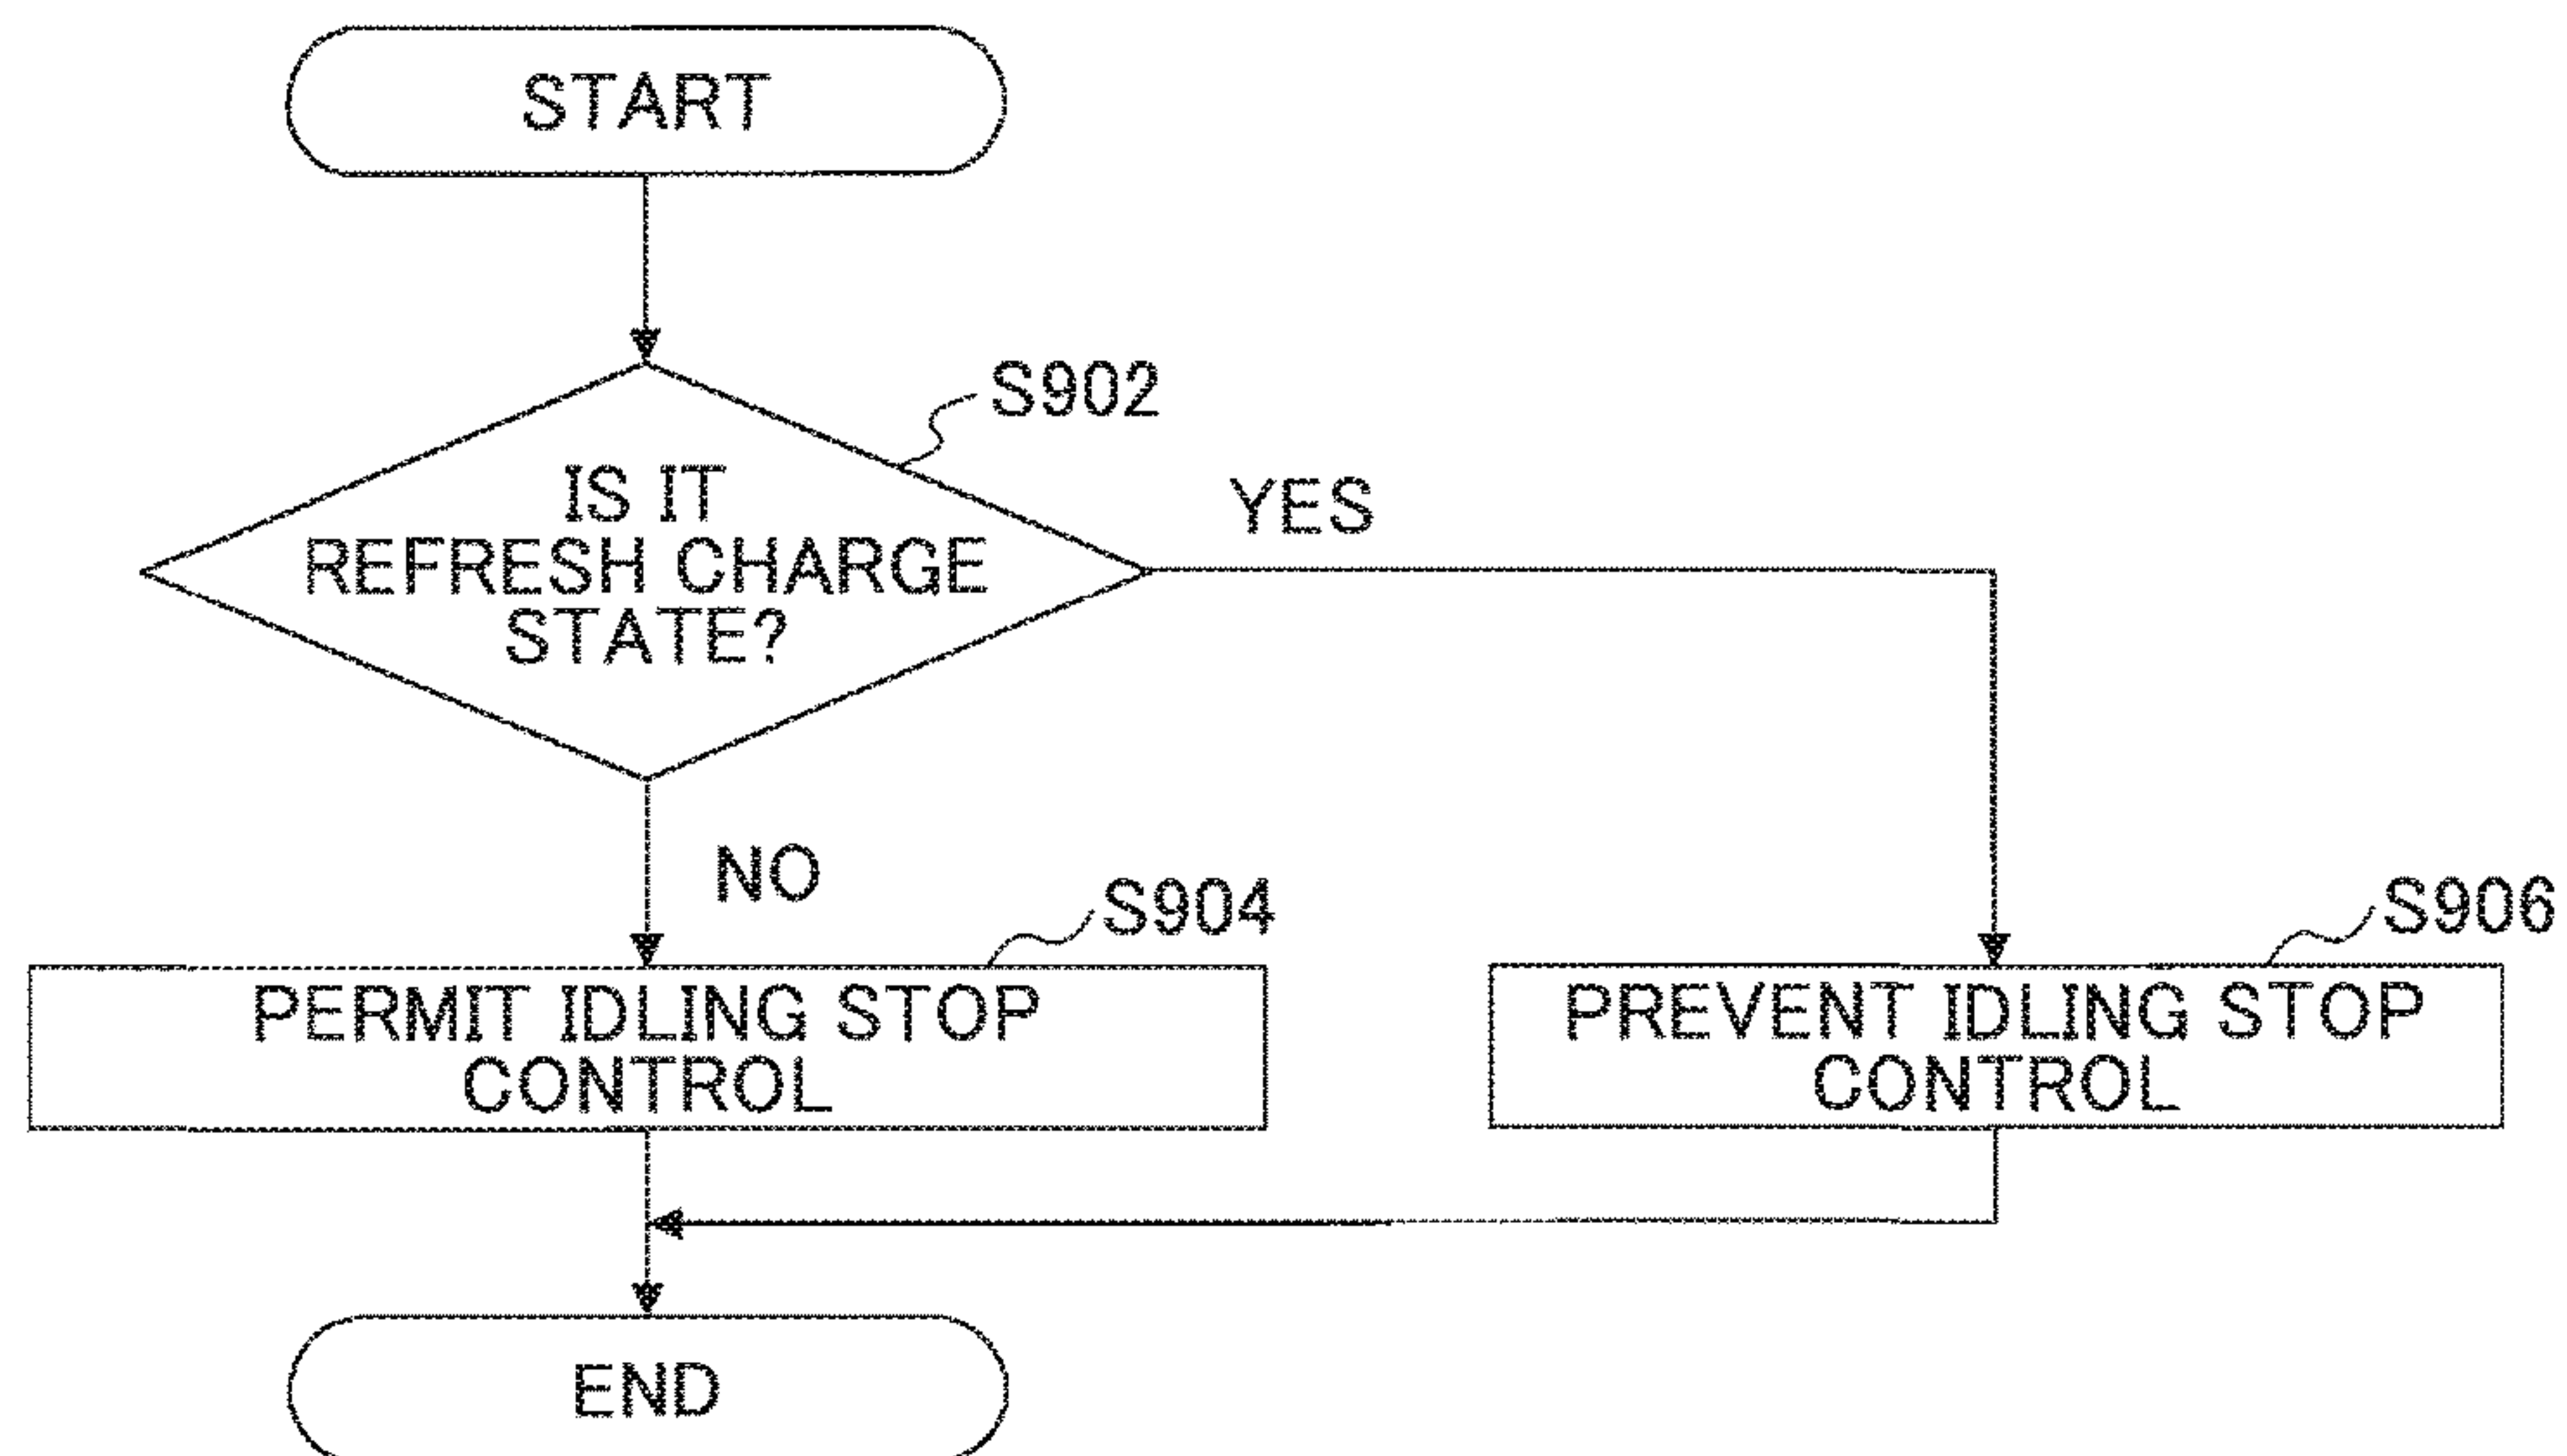 START
S902
IS IT
REFRESH CHARGE
STATE?
YES
NO
S904
S906
PERMIT IDLING STOP
CONTROL
PREVENT IDLING STOP
CONTROL
END